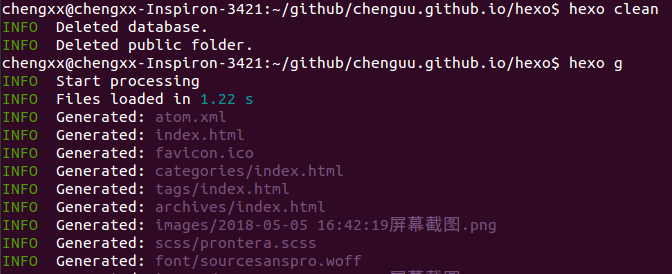 chengxx@chengxx-Inspiron-3421:~/github/chenguu.github.io/hexo$ hexo clean
INFO  Deleted database.
INFO  Deleted public folder.
chengxx@chengxx-Inspiron-3421:~/github/chenguu.github.io/hexo$ hexo g
INFO  Start processing
INFO  Files loaded in 1.22 s
INFO  Generated: atom.xml
INFO  Generated: index.html
INFO  Generated: favicon.ico
INFO  Generated: categories/index.html
INFO  Generated: tags/index.html
INFO  Generated: archives/index.html
INFO  Generated: images/2018-05-05 16:42:19屏幕截图.png
INFO  Generated: scss/prontera.scss
INFO  Generated: font/sourcesanspro.woff